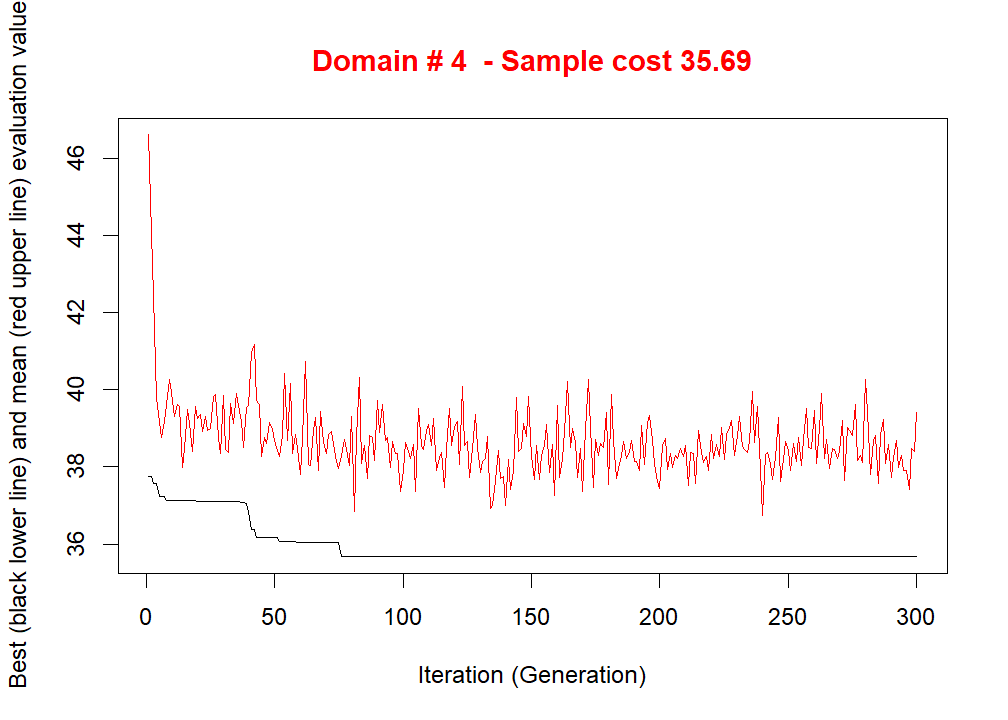 Domain # 4  - Sample cost 35.69
Best (black lower line) and mean (red upper line) evaluation value
46
44
42
40
38
36
0 50 100 150 200 250 300
Iteration (Generation)